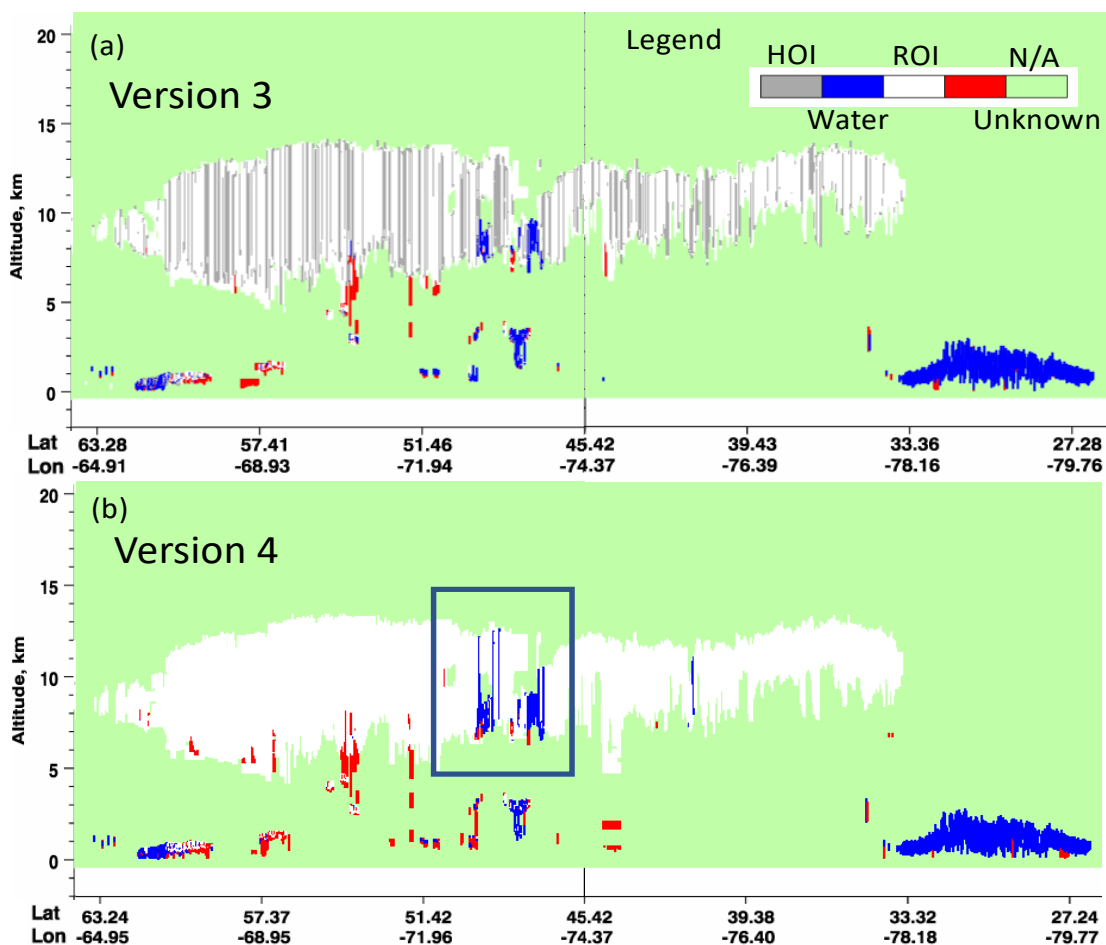 (a)
Version 3
Legend
HOI ROI N/A
Water Unknown
Altitude, km
20
15
10
5
0
Lat 63.28 57.41 51.46 45.42 39.43 33.36 27.28
Lon -64.91 -68.93 -71.94 -74.37 -76.39 -78.16 -79.76
(b)
Version 4
Altitude, km
20
15
10
5
0
Lat 63.24 57.37 51.42 45.42 39.38 33.32 27.24
Lon -64.95 -68.95 -71.96 -74.37 -76.40 -78.18 -79.77